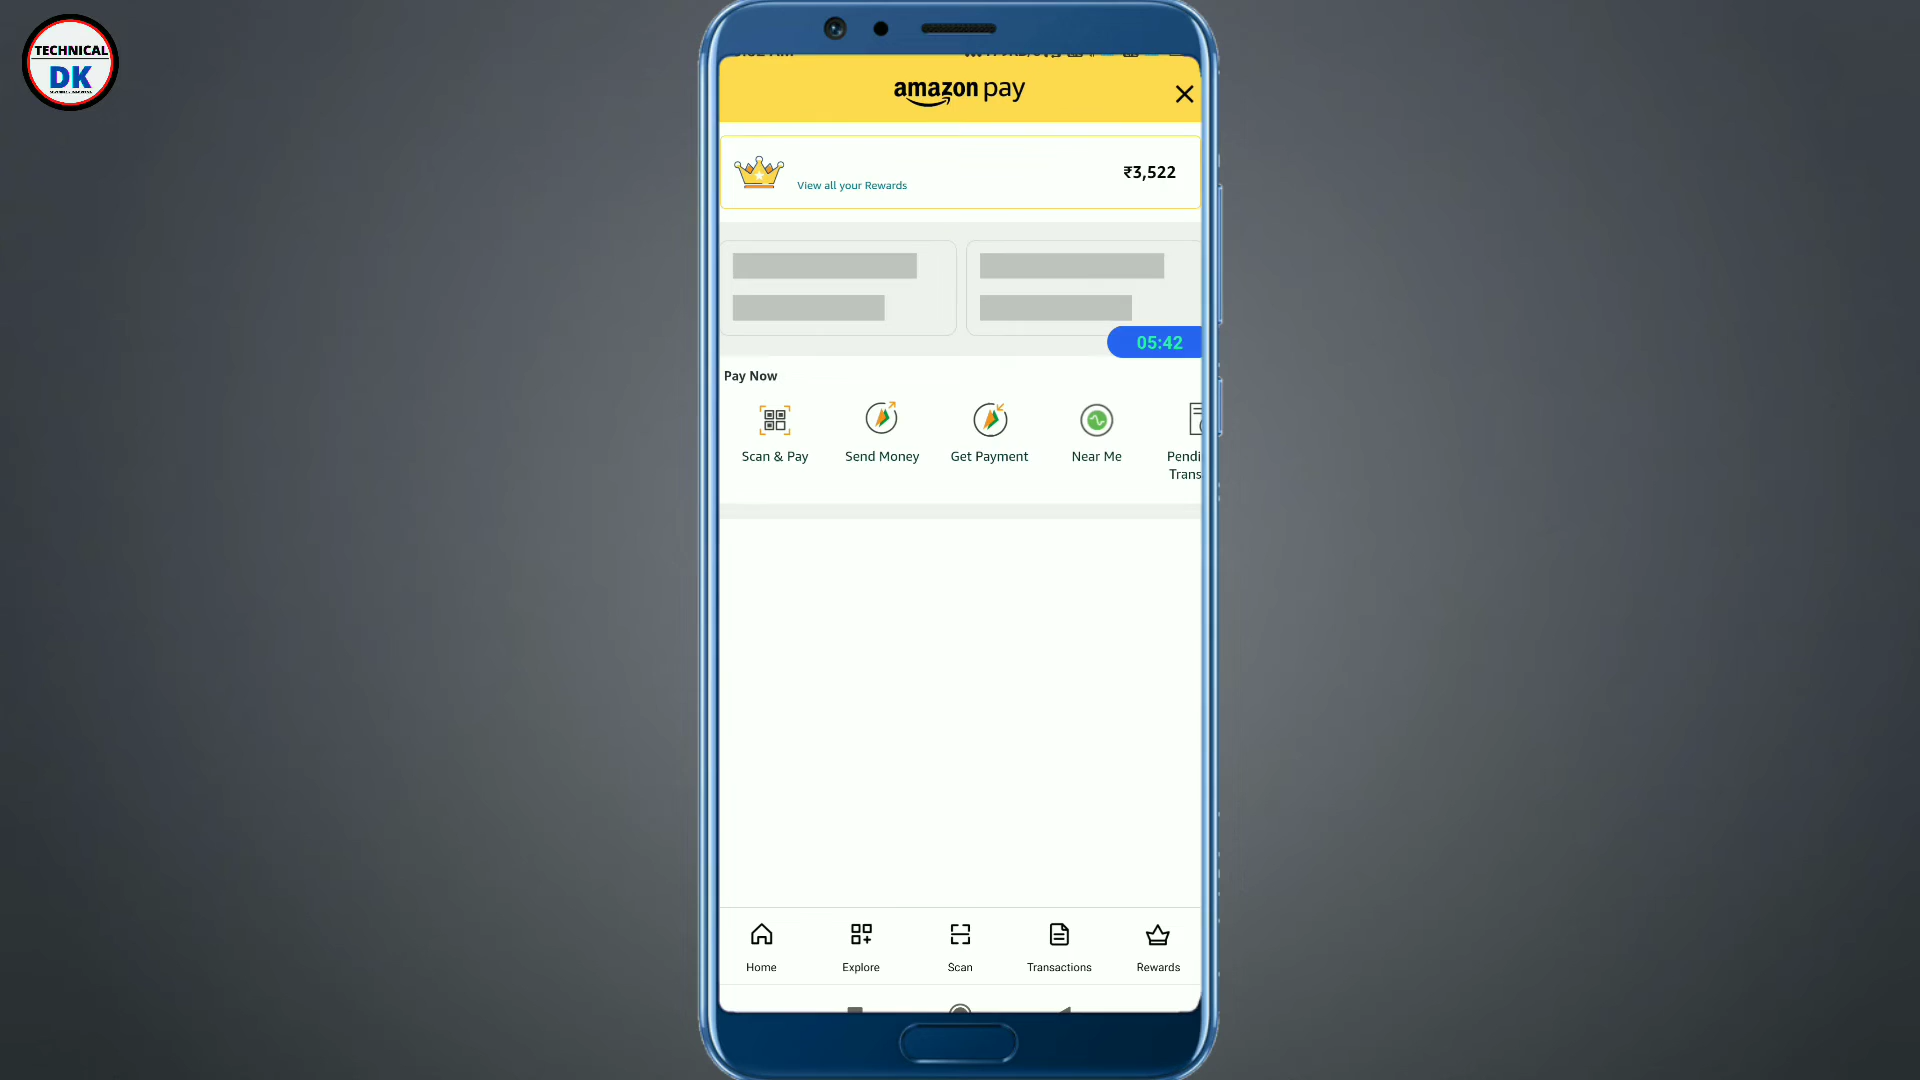 TECHNICAL
DK
amazon pay
₹3,522
View all your Rewards
05:42
Pay Now
Scan & Pay
Send Money
Get Payment
Near Me
Pendi
Trans
Home
Explore
Scan
Transactions
Rewards